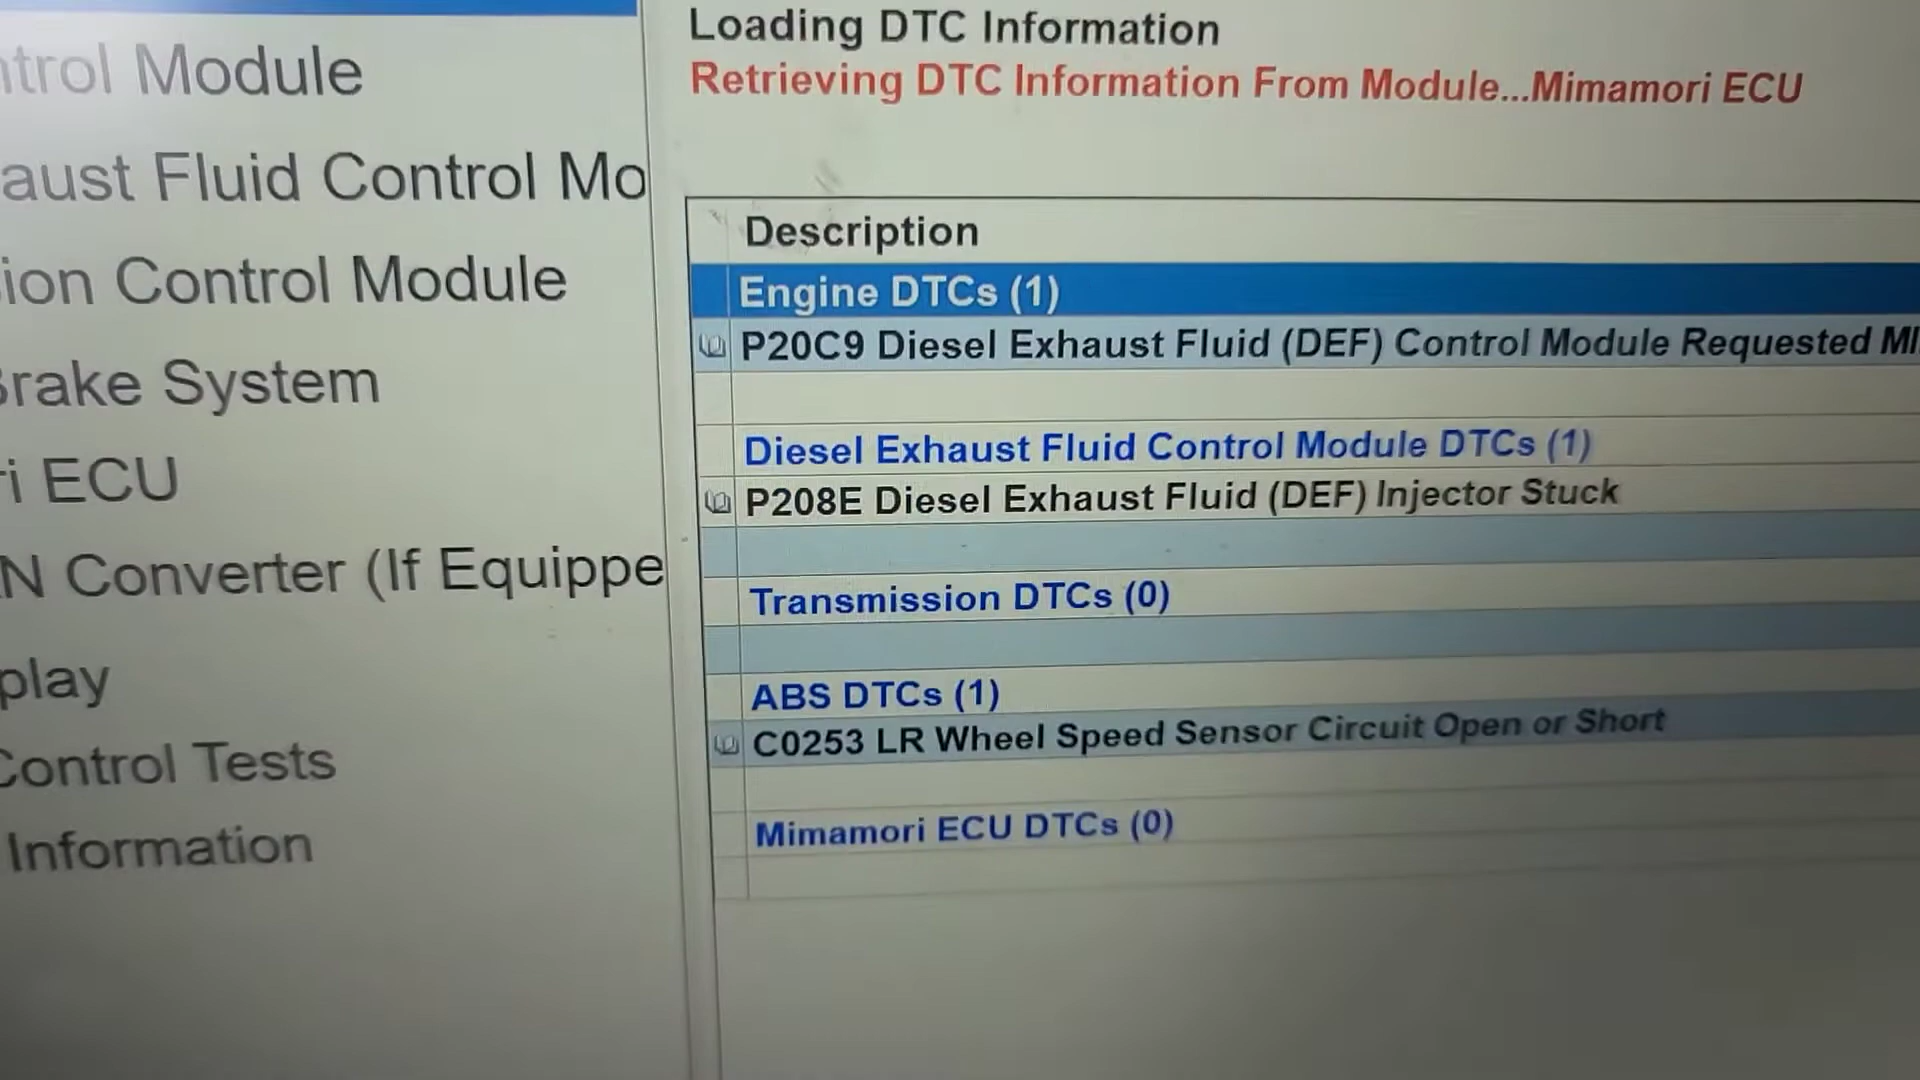 ntrol Module
aust Fluid Control Mo
ion Control Module
Brake System
ri ECU
N Converter (If Equippe
play
Control Tests
Information
Loading DTC Information
Retrieving DTC Information From Module...Mimamori ECU
Description
Engine DTCs (1)
P20C9 Diesel Exhaust Fluid (DEF) Control Module Requested MI
Diesel Exhaust Fluid Control Module DTCs (1)
P208E Diesel Exhaust Fluid (DEF) Injector Stuck
Transmission DTCs (0)
ABS DTCs (1)
C0253 LR Wheel Speed Sensor Circuit Open or Short
Mimamori ECU DTCs (0)